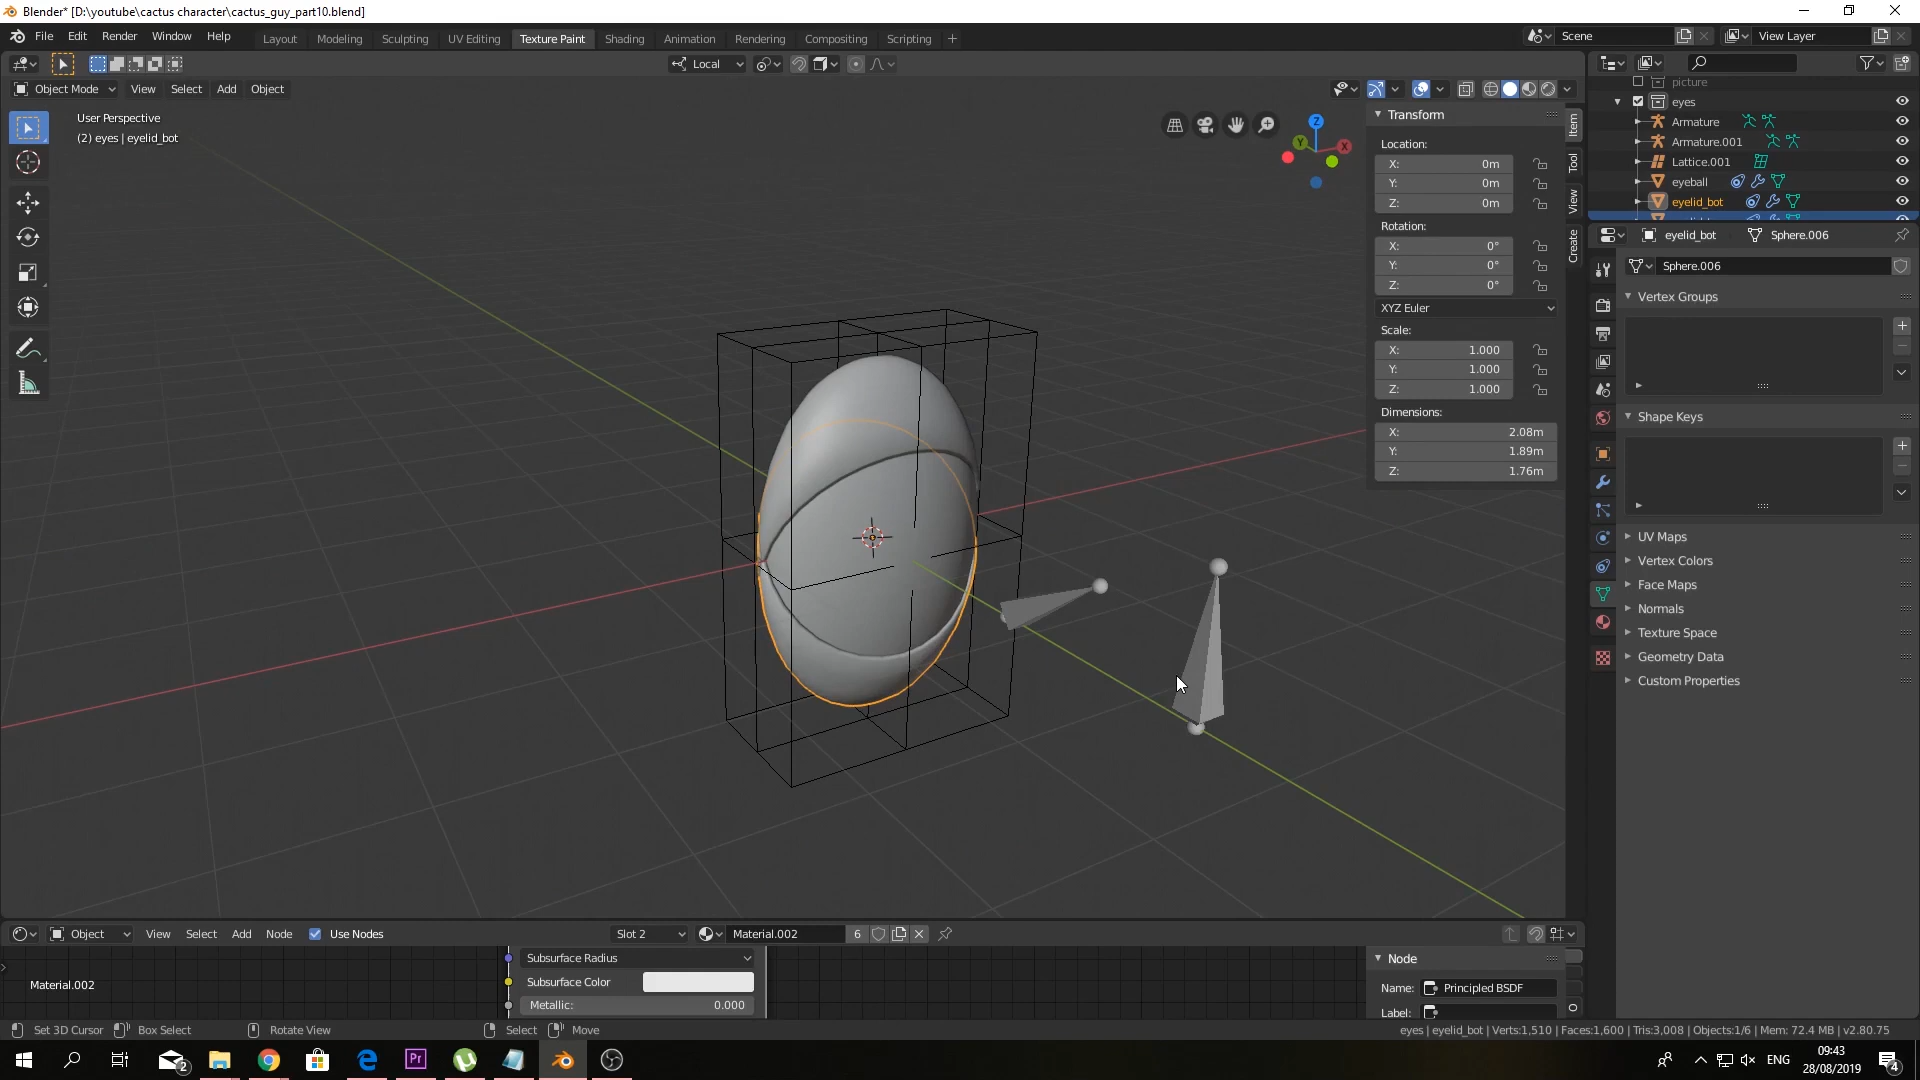 Blender* [D:\youtube\cactus character\cactus_guy_part10.blend]
File Edit Render Window Help
Layout Modeling Sculpting UV Editing Texture Paint Shading Animation Rendering Compositing Scripting +
Scene
View Layer
Local
Object Mode View Select Add Object
User Perspective
(2) eyes | eyelid_bot
Z
Y
X
Transform
Location:
X: 0m
Y: 0m
Z: 0m
Rotation:
X: 0°
Y: 0°
Z: 0°
XYZ Euler
Scale:
X: 1.000
Y: 1.000
Z: 1.000
Dimensions:
X: 2.08m
Y: 1.89m
Z: 1.76m
Item
Tool
View
Create
picture
eyes
Armature
Armature.001
Lattice.001
eyeball
eyelid_bot
eyelid_bot Sphere.006
Sphere.006
Vertex Groups
Shape Keys
UV Maps
Vertex Colors
Face Maps
Normals
Texture Space
Geometry Data
Custom Properties
Object View Select Add Node Use Nodes Slot 2 Material.002 6
Subsurface Radius
Subsurface Color
Metallic: 0.000
Material.002
Node
Name: Principled BSDF
Label:
Set 3D Cursor Box Select Rotate View Select Move
eyes | eyelid_bot | Verts:1,510 | Faces:1,600 | Tris:3,008 | Objects:1/6 | Mem: 72.4 MB | v2.80.75
2
Pr
ENG
09:43
28/08/2019
4